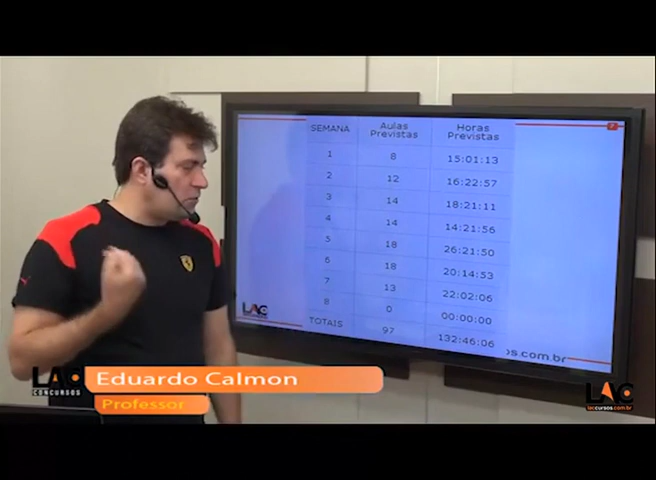 SEMANA Aulas Previstas Horas Previstas
1 8 15:01:13
2 12 16:22:57
3 14 18:21:11
4 14 14:21:56
5 18 26:21:50
6 18 20:14:53
7 13 22:02:06
8 0 00:00:00
TOTAIS 97 132:46:06
LAC
os.com.br
LAC
CONCURSOS
Eduardo Calmon
Professor
LAC
laccursos.com.br